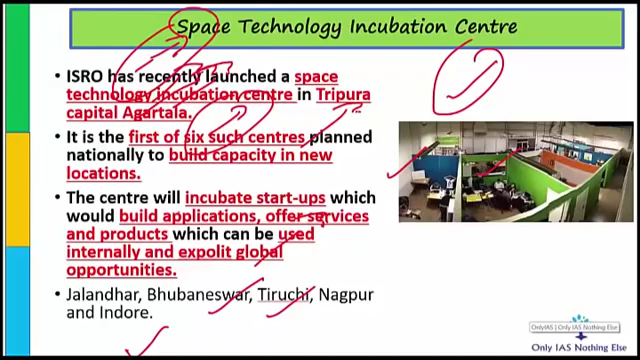 Space Technology Incubation Centre
• ISRO has recently launched a space
technology incubation centre in Tripura
capital Agartala.
• It is the first of six such centres planned
nationally to build capacity in new
locations.
• The centre will incubate start-ups which
would build applications, offer services
and products which can be used
internally and expolit global
opportunities.
• Jalandhar, Bhubaneswar, Tiruchi, Nagpur
and Indore.
OnlyIAS | Only IAS Nothing Else
Only IAS Nothing Else